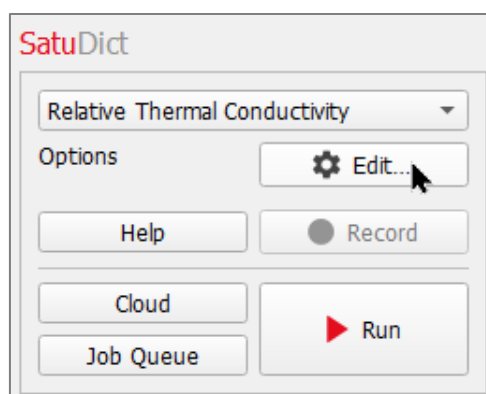 SatuDict
Relative Thermal Conductivity
Options
Edit...
Help
Record
Cloud
Job Queue
Run